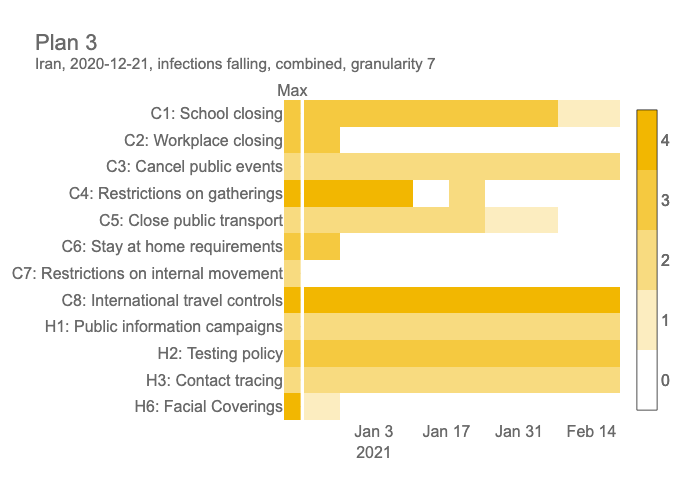 Plan 3
Iran, 2020-12-21, infections falling, combined, granularity 7
Max
C1: School closing
C2: Workplace closing
C3: Cancel public events
C4: Restrictions on gatherings
C5: Close public transport
C6: Stay at home requirements
C7: Restrictions on internal movement
C8: International travel controls
H1: Public information campaigns
H2: Testing policy
H3: Contact tracing
H6: Facial Coverings
4
3
2
1
0
Jan 3 Jan 17 Jan 31 Feb 14
2021